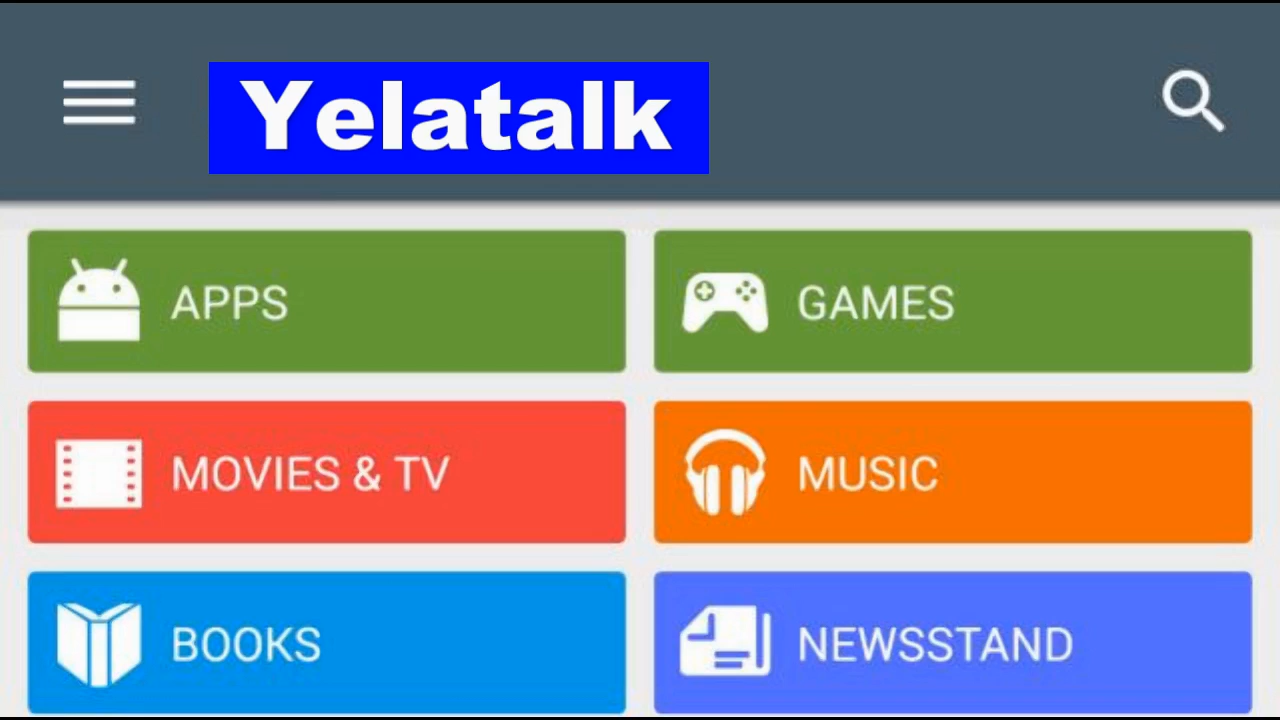 Yelatalk
APPS
GAMES
MOVIES & TV
MUSIC
BOOKS
NEWSSTAND